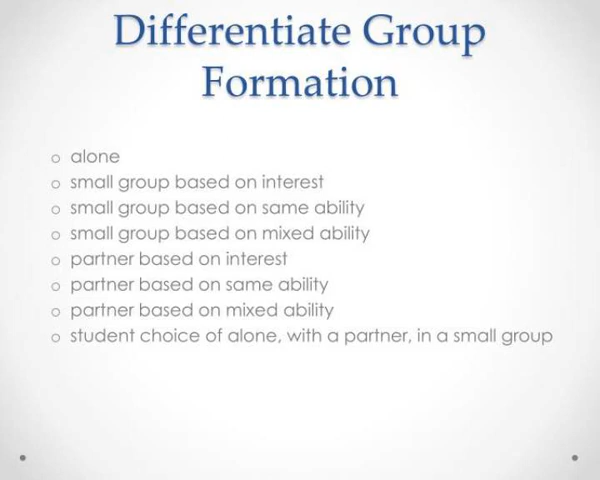 Differentiate Group
Formation
o alone
o small group based on interest
o small group based on same ability
o small group based on mixed ability
o partner based on interest
o partner based on same ability
o partner based on mixed ability
o student choice of alone, with a partner, in a small group